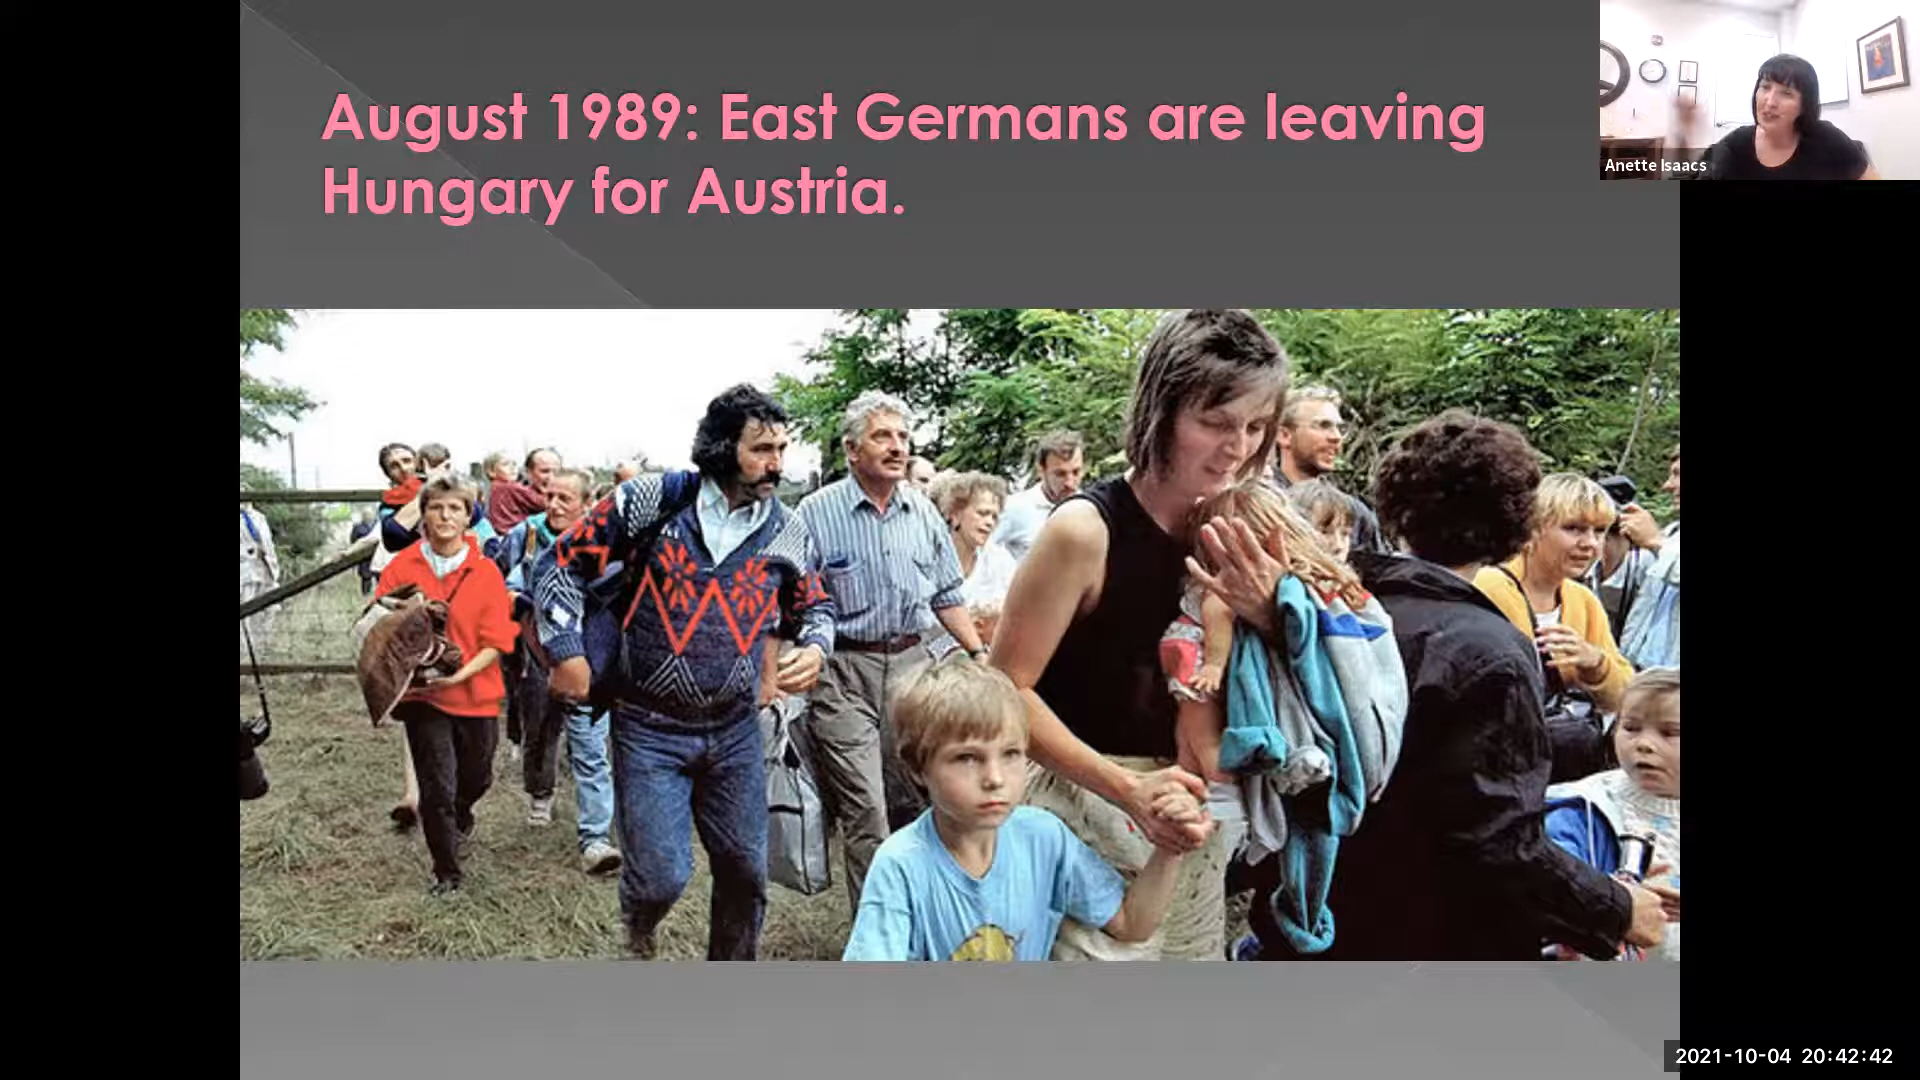 August 1989: East Germans are leaving
Hungary for Austria.
Anette Isaacs
2021-10-04 20:42:42